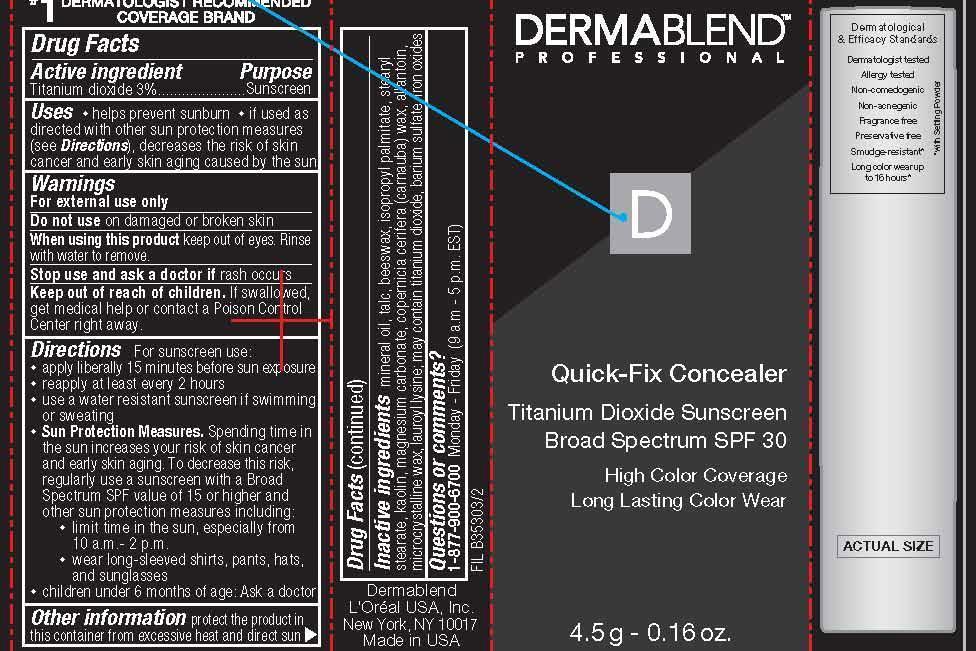 #1 DERMATOLOGIST RECOMMENDED
COVERAGE BRAND
Drug Facts
Active ingredient Purpose
Titanium dioxide 3%......................Sunscreen
Uses • helps prevent sunburn • if used as
directed with other sun protection measures
(see Directions), decreases the risk of skin
cancer and early skin aging caused by the sun
Warnings
For external use only
Do not use on damaged or broken skin
When using this product keep out of eyes. Rinse
with water to remove.
Stop use and ask a doctor if rash occurs
Keep out of reach of children. If swallowed,
get medical help or contact a Poison Control
Center right away.
Directions For sunscreen use:
• apply liberally 15 minutes before sun exposure
• reapply at least every 2 hours
• use a water resistant sunscreen if swimming
or sweating
• Sun Protection Measures. Spending time in
the sun increases your risk of skin cancer
and early skin aging. To decrease this risk,
regularly use a sunscreen with a Broad
Spectrum SPF value of 15 or higher and
other sun protection measures including:
• limit time in the sun, especially from
10 a.m.- 2 p.m.
• wear long-sleeved shirts, pants, hats,
and sunglasses
• children under 6 months of age: Ask a doctor
Other information protect the product in
this container from excessive heat and direct sun ▶
Drug Facts (continued)
Inactive ingredients mineral oil, talc, beeswax, isopropyl palmitate, stearyl
stearate, kaolin, magnesium carbonate, copernicia cerifera (carnauba) wax, allantoin,
microcrystalline wax, lauroyl lysine; may contain titanium dioxide, barium sulfate, iron oxides
Questions or comments?
1-877-900-6700 Monday - Friday (9 a.m - 5 p.m. EST)
FIL B35303/2
Dermablend
L'Oréal USA, Inc.
New York, NY 10017
Made in USA
DERMABLEND™
PROFESSIONAL
D
Quick-Fix Concealer
Titanium Dioxide Sunscreen
Broad Spectrum SPF 30
High Color Coverage
Long Lasting Color Wear
4.5 g - 0.16 oz.
Dermatological
& Efficacy Standards
Dermatologist tested
Allergy tested
Non-comedogenic
Non-acnegenic
Fragrance free
Preservative free
Smudge-resistant*
Long color wear up
to 16 hours*
*with Setting Powder
ACTUAL SIZE